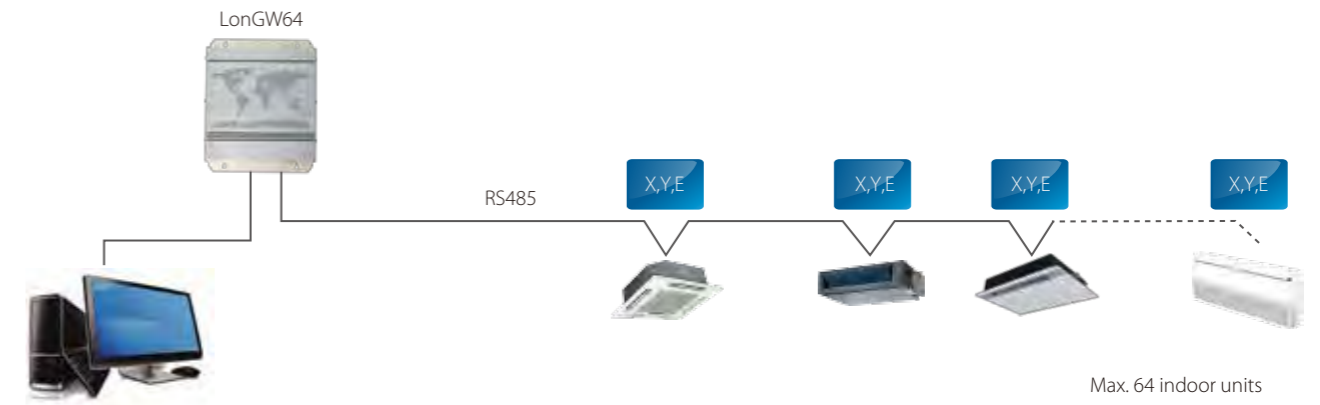 LonGW64
RS485
X,Y,E
X,Y,E
X,Y,E
X,Y,E
Max. 64 indoor units